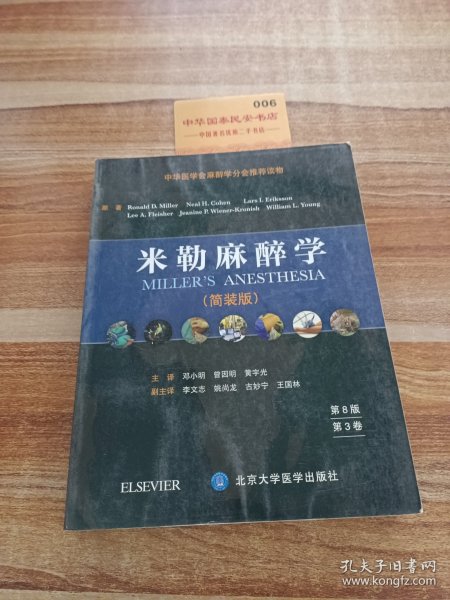 006
中华国泰民安书店
—中国著名优质二手书店—
中华医学会麻醉学分会推荐读物
原 著 Ronald D. Miller Neal H. Cohen Lars I. Eriksson
Lee A. Fleisher Jeanine P. Wiener-Kronish William L. Young
米勒麻醉学
MILLER'S ANESTHESIA
(简装版)
主 译 邓小明 曾因明 黄宇光
副主译 李文志 姚尚龙 古妙宁 王国林
第8版
第3卷
ELSEVIER
北京大学医学出版社
孔夫子旧书网
www.kongfz.com